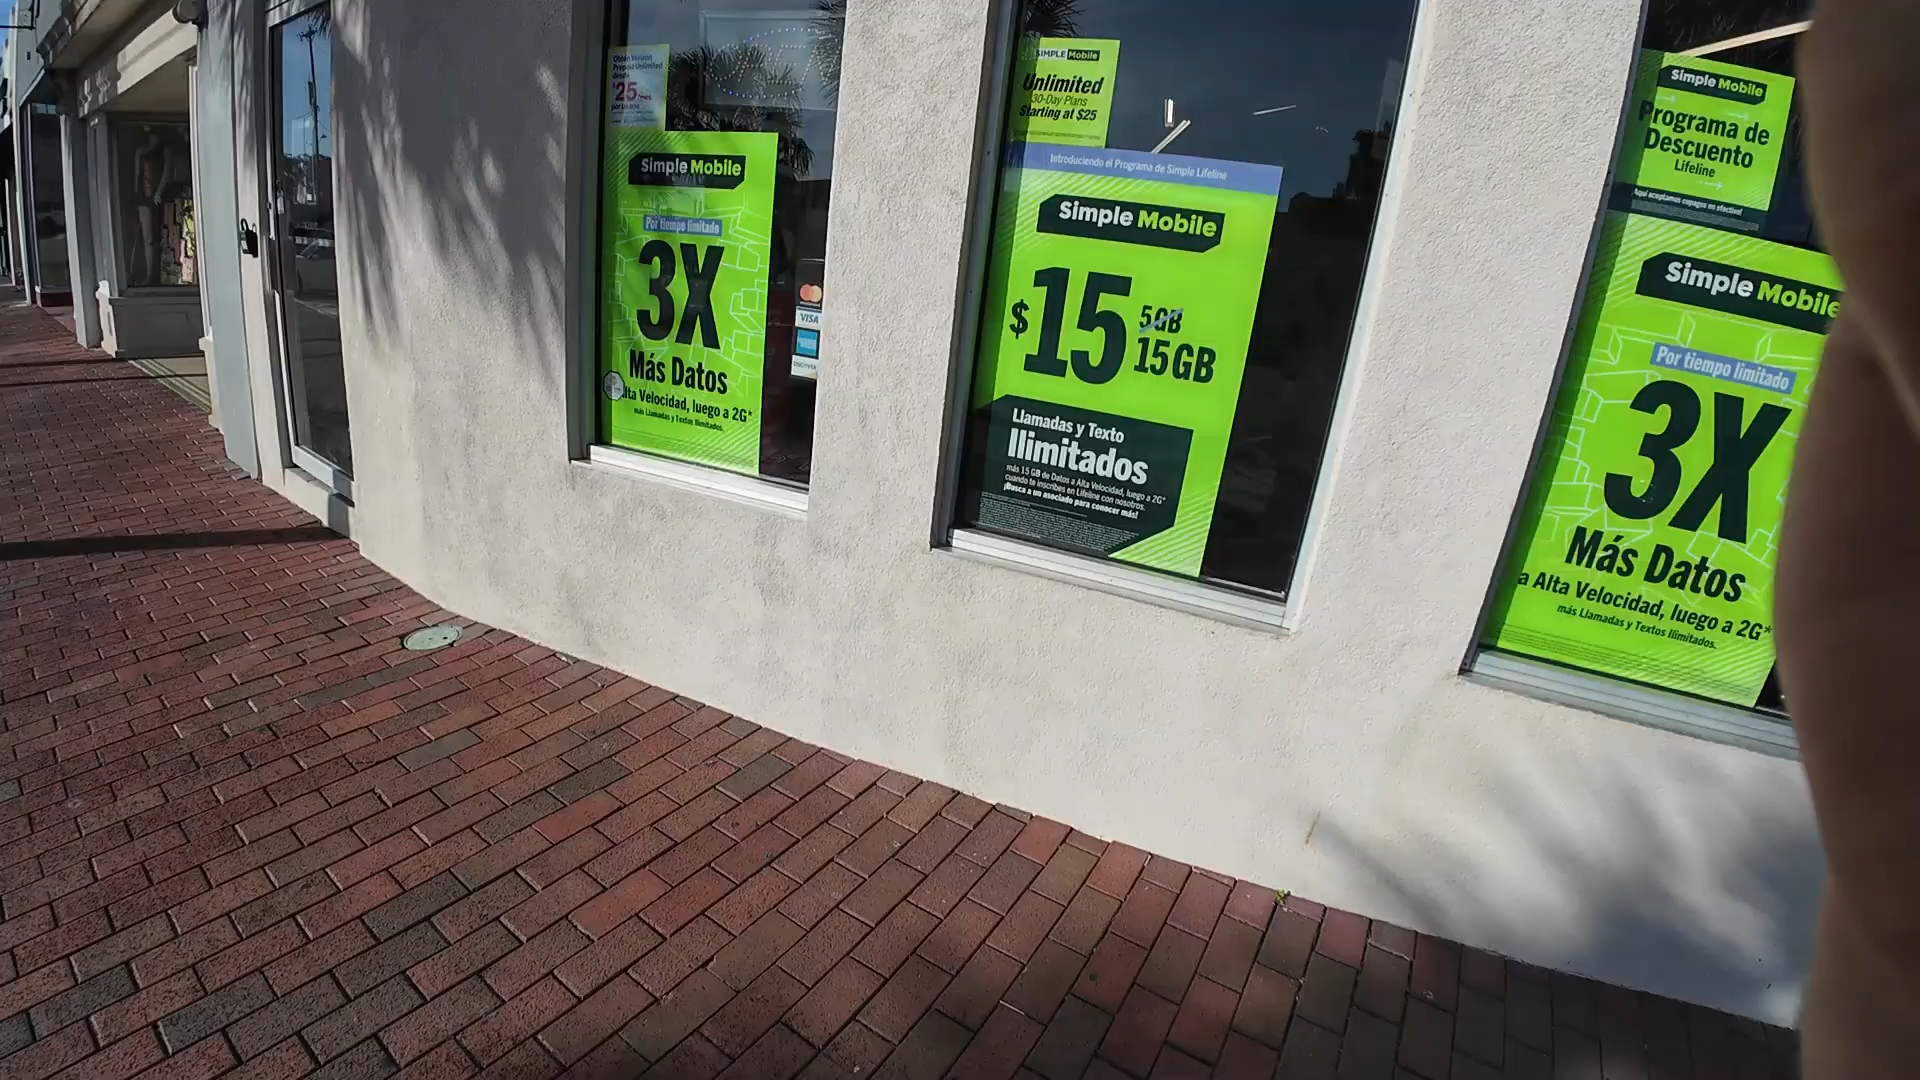 Obtén Verizon
Prepaid Unlimited
desde
$25/mes
Simple Mobile
Por tiempo limitado
3X
Más Datos
Alta Velocidad, luego a 2G*
más Llamadas y Textos Ilimitados.
VISA
DISCOVER
SIMPLE Mobile
Unlimited
30-Day Plans
Starting at $25
Introduciendo el Programa de Simple Lifeline
Simple Mobile
$15 5GB
15GB
Llamadas y Texto
Ilimitados
más 15 GB de Datos a Alta Velocidad, luego a 2G*
cuando te inscribes en Lifeline con nosotros.
¡Busca a un asociado para conocer más!
Simple Mobile
Programa de
Descuento
Lifeline
Aquí aceptamos copagos en efectivo!
Simple Mobile
Por tiempo limitado
3X
Más Datos
a Alta Velocidad, luego a 2G*
más Llamadas y Textos Ilimitados.